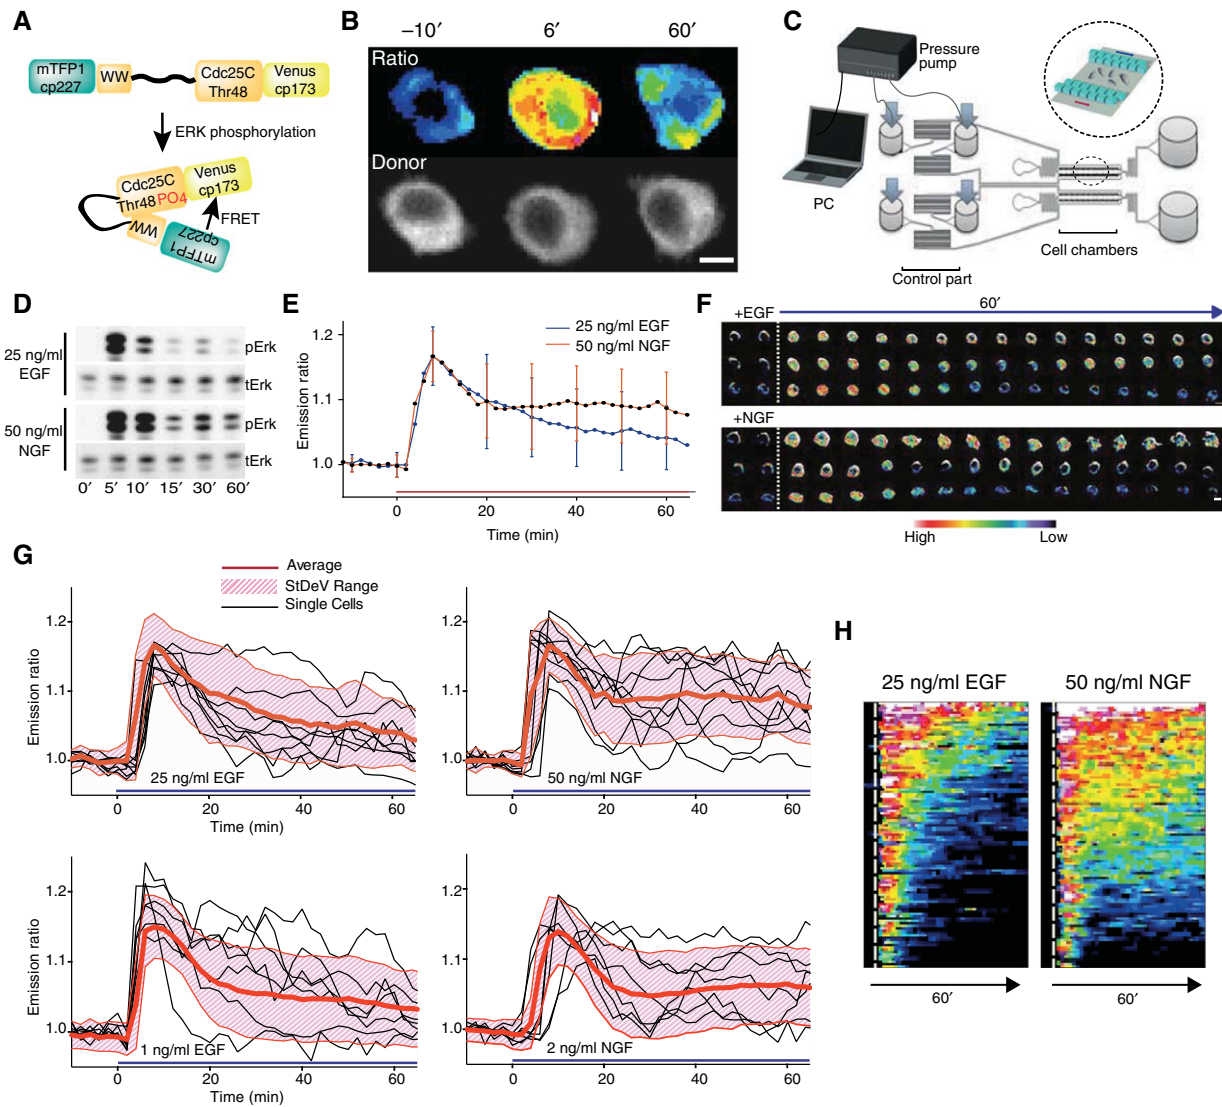 A
mTFP1
cp227
WW
Cdc25C
Thr48
Venus
cp173
ERK phosphorylation
Cdc25C
Thr48 PO4
Venus
cp173
FRET
WW
mTFP1
cp227
B
–10′ 6′ 60′
Ratio
Donor
C
Pressure
pump
PC
Cell chambers
Control part
D
25 ng/ml
EGF
pErk
tErk
50 ng/ml
NGF
pErk
tErk
0′ 5′ 10′ 15′ 30′ 60′
E
25 ng/ml EGF
50 ng/ml NGF
Emission ratio
1.2
1.1
1.0
0 20 40 60
Time (min)
F
60′
+EGF
+NGF
High Low
G
Average
StDeV Range
Single Cells
Emission ratio
1.2
1.1
1.0
25 ng/ml EGF
0 20 40 60
Time (min)
1.2
1.1
1.0
50 ng/ml NGF
0 20 40 60
Emission ratio
1.2
1.1
1.0
1 ng/ml EGF
0 20 40 60
Time (min)
1.2
1.1
1.0
2 ng/ml NGF
0 20 40 60
H
25 ng/ml EGF 50 ng/ml NGF
60′ 60′